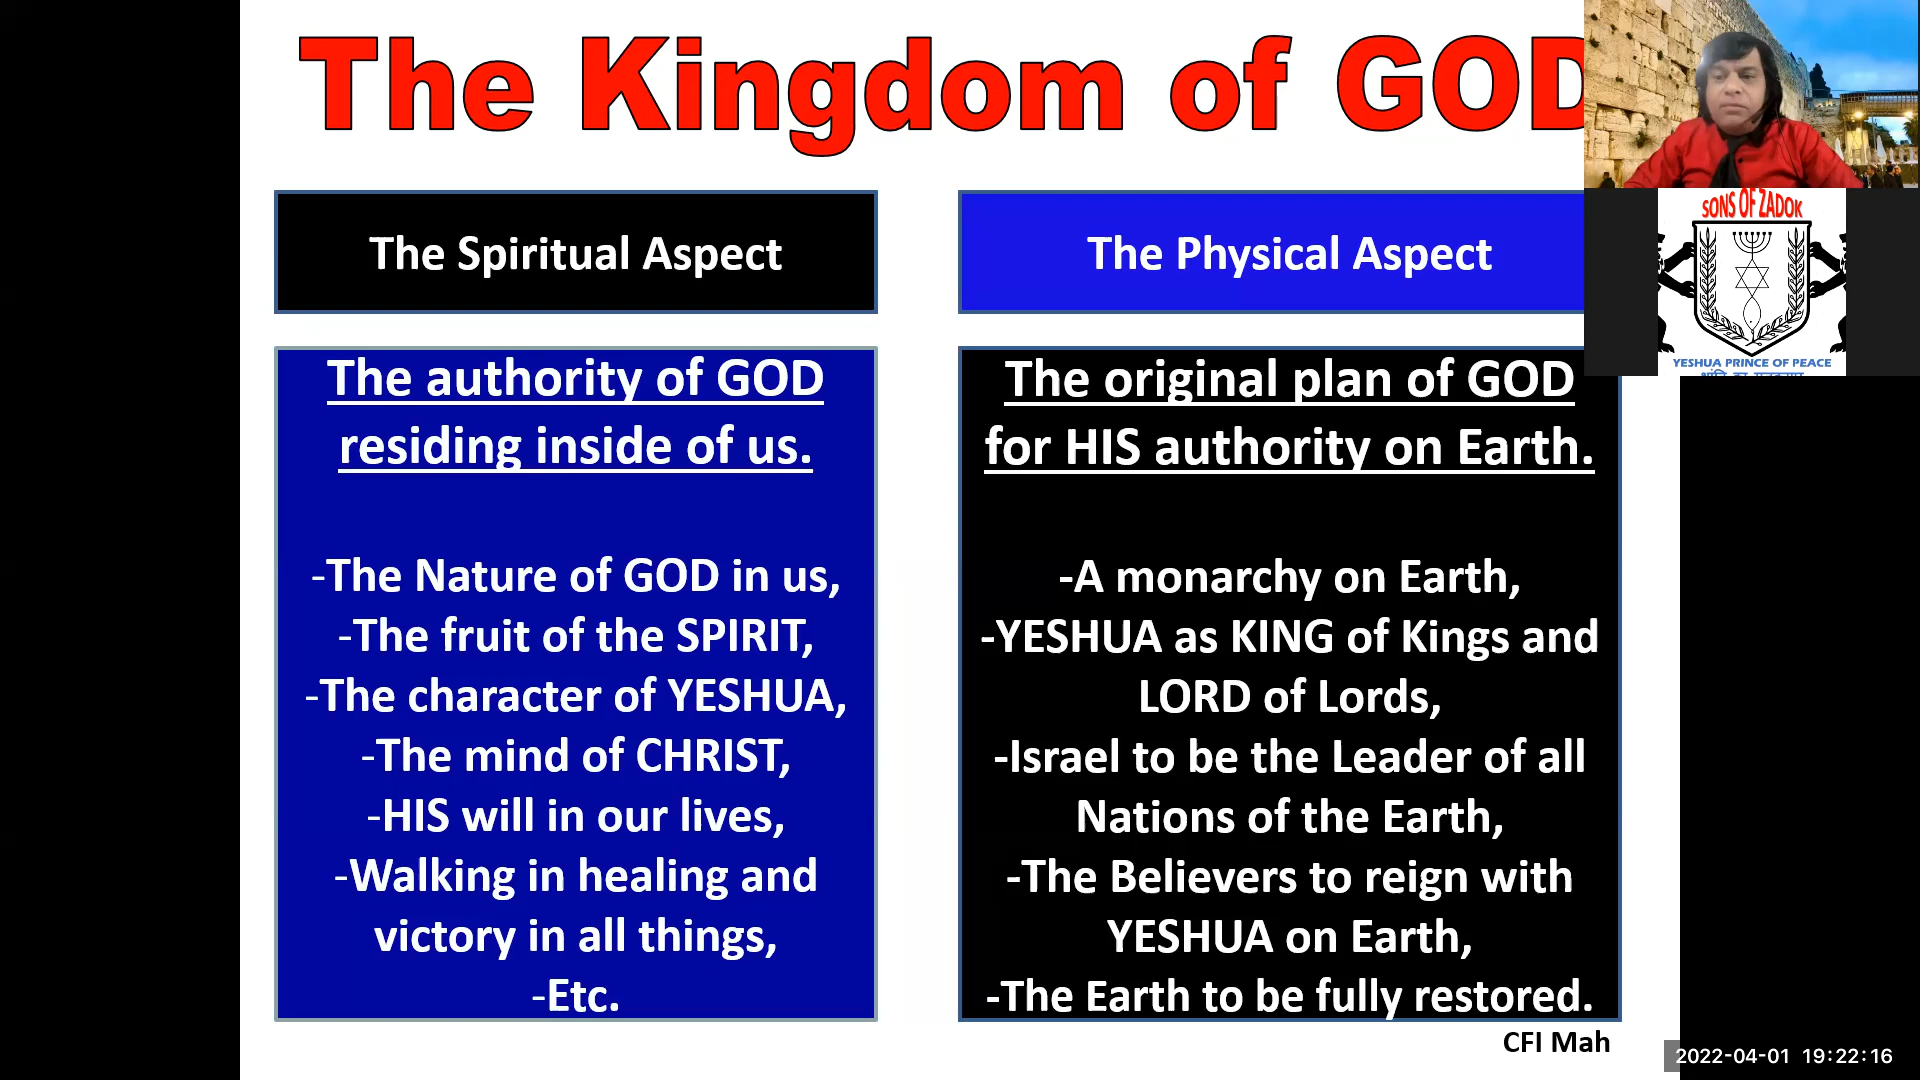 The Kingdom of GOD
The Spiritual Aspect
The authority of GOD
residing inside of us.
-The Nature of GOD in us,
-The fruit of the SPIRIT,
-The character of YESHUA,
-The mind of CHRIST,
-HIS will in our lives,
-Walking in healing and
victory in all things,
-Etc.
The Physical Aspect
The original plan of GOD
for HIS authority on Earth.
-A monarchy on Earth,
-YESHUA as KING of Kings and
LORD of Lords,
-Israel to be the Leader of all
Nations of the Earth,
-The Believers to reign with
YESHUA on Earth,
-The Earth to be fully restored.
CFI Mah
SONS OF ZADOK
YESHUA PRINCE OF PEACE
2022-04-01 19:22:16